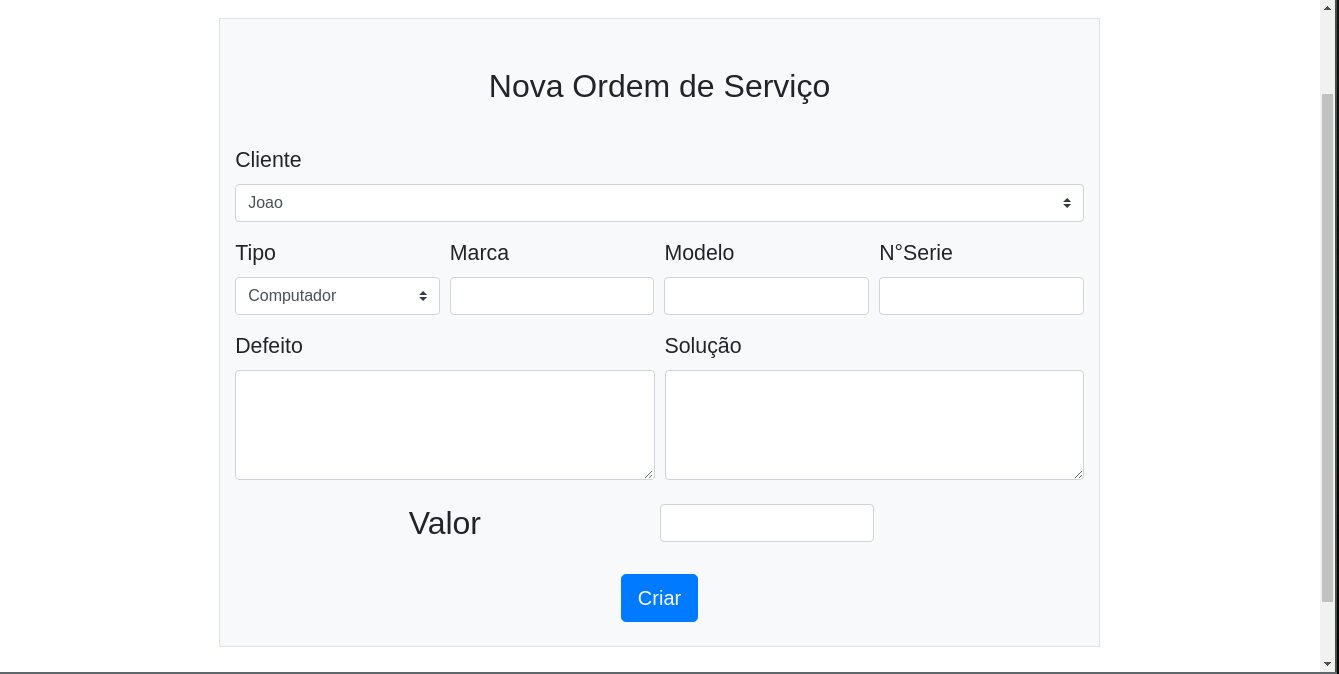 Nova Ordem de Serviço
Cliente
Joao
Tipo Marca Modelo N°Serie
Computador
Defeito Solução
Valor
Criar